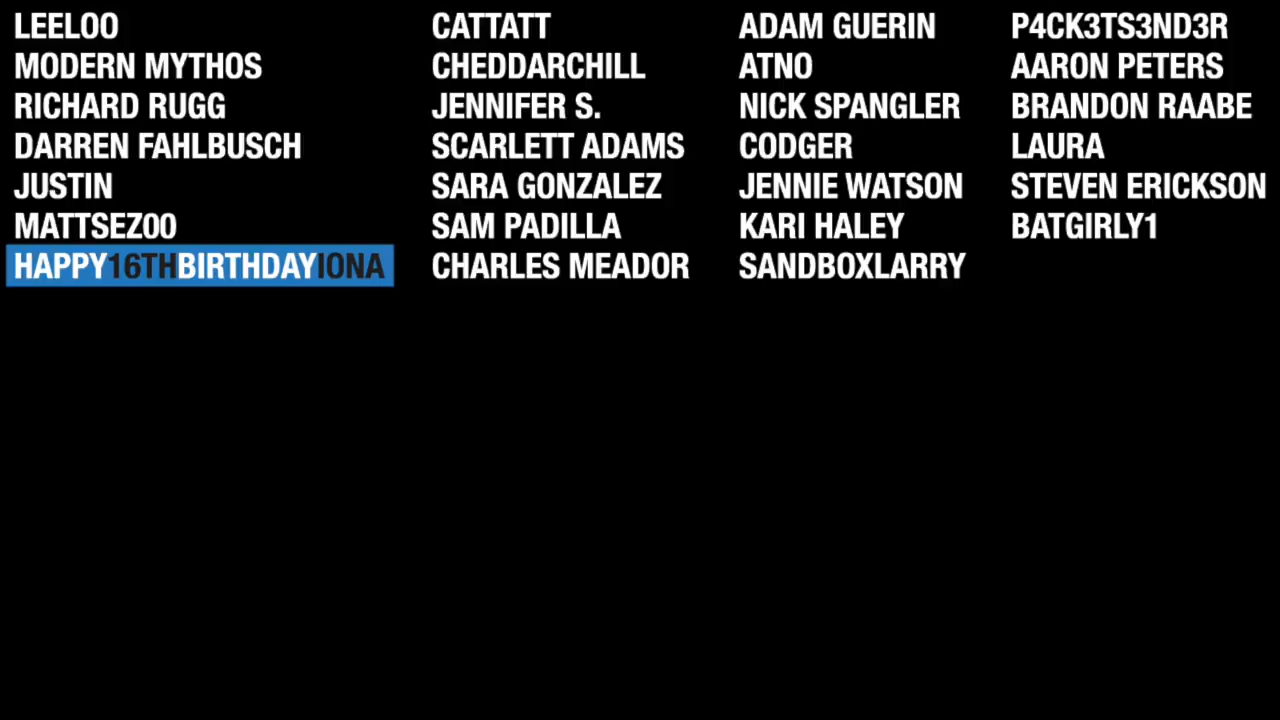 LEELOO
MODERN MYTHOS
RICHARD RUGG
DARREN FAHLBUSCH
JUSTIN
MATTSEZ00
HAPPY16THBIRTHDAYIONA
CATTATT
CHEDDARCHILL
JENNIFER S.
SCARLETT ADAMS
SARA GONZALEZ
SAM PADILLA
CHARLES MEADOR
ADAM GUERIN
ATNO
NICK SPANGLER
CODGER
JENNIE WATSON
KARI HALEY
SANDBOXLARRY
P4CK3TS3ND3R
AARON PETERS
BRANDON RAABE
LAURA
STEVEN ERICKSON
BATGIRLY1